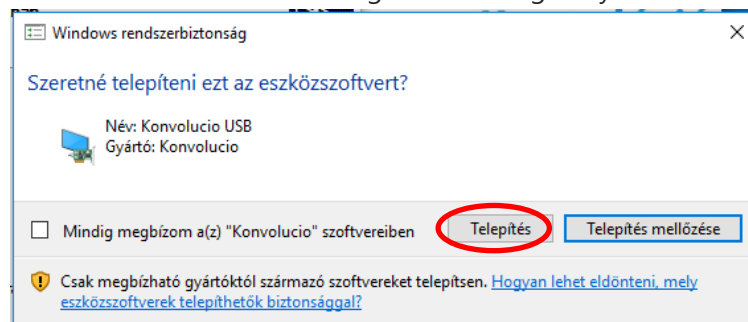 Windows rendszerbiztonság
Szeretné telepíteni ezt az eszközszoftvert?
Név: Konvolucio USB
Gyártó: Konvolucio
Mindig megbízom a(z) "Konvolucio" szoftvereiben
Telepítés
Telepítés mellőzése
Csak megbízható gyártóktól származó szoftvereket telepítsen. Hogyan lehet eldönteni, mely
eszközszoftverek telepíthetők biztonsággal?